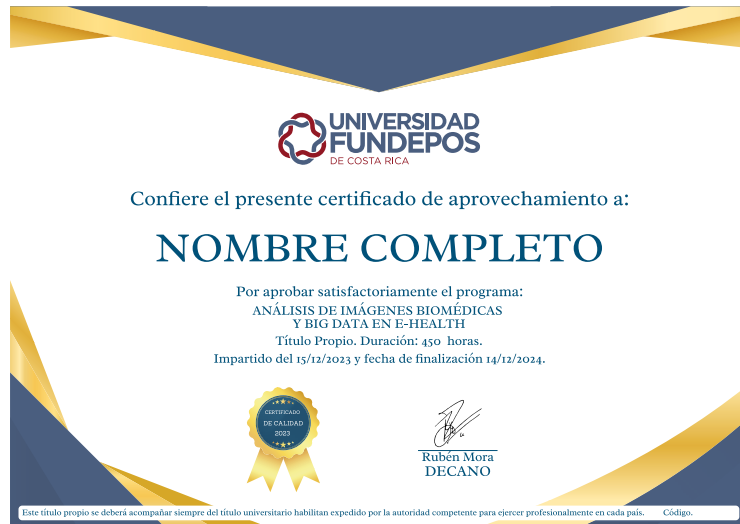 UNIVERSIDAD
FUNDEPOS
DE COSTA RICA
Confiere el presente certificado de aprovechamiento a:
NOMBRE COMPLETO
Por aprobar satisfactoriamente el programa:
ANÁLISIS DE IMÁGENES BIOMÉDICAS
Y BIG DATA EN E-HEALTH
Título Propio. Duración: 450 horas.
Impartido del 15/12/2023 y fecha de finalización 14/12/2024.
CERTIFICADO
DE CALIDAD
2023
Rubén Mora
DECANO
Este título propio se deberá acompañar siempre del título universitario habilitan expedido por la autoridad competente para ejercer profesionalmente en cada país. Código.